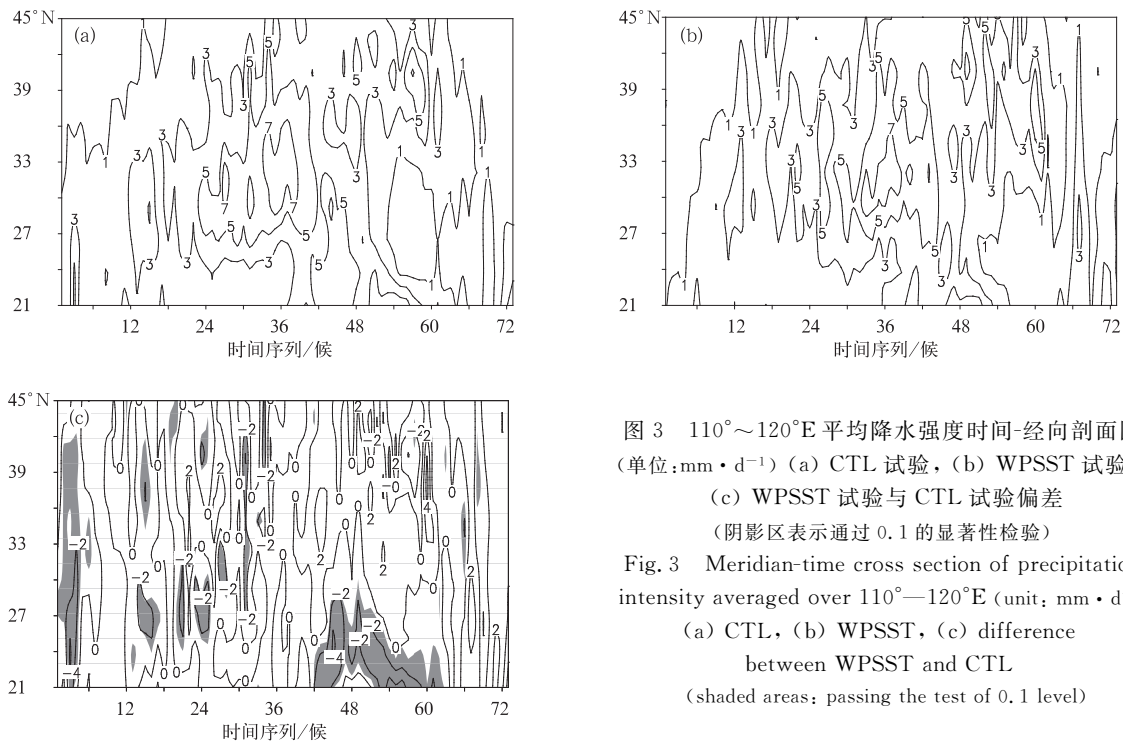 45°N
(a)
39
33
27
21
12 24 36 48 60 72
时间序列/候
45°N
(b)
39
33
27
21
12 24 36 48 60 72
时间序列/候
45°N
(c)
39
33
27
21
12 24 36 48 60 72
时间序列/候
图 3 110°～120°E 平均降水强度时间-经向剖面
(单位:mm·d⁻¹) (a) CTL 试验, (b) WPSST 试验
(c) WPSST 试验与 CTL 试验偏差
(阴影区表示通过 0.1 的显著性检验)
Fig. 3 Meridian-time cross section of precipitatio
intensity averaged over 110°—120°E (unit: mm·d
(a) CTL, (b) WPSST, (c) difference
between WPSST and CTL
(shaded areas: passing the test of 0.1 level)